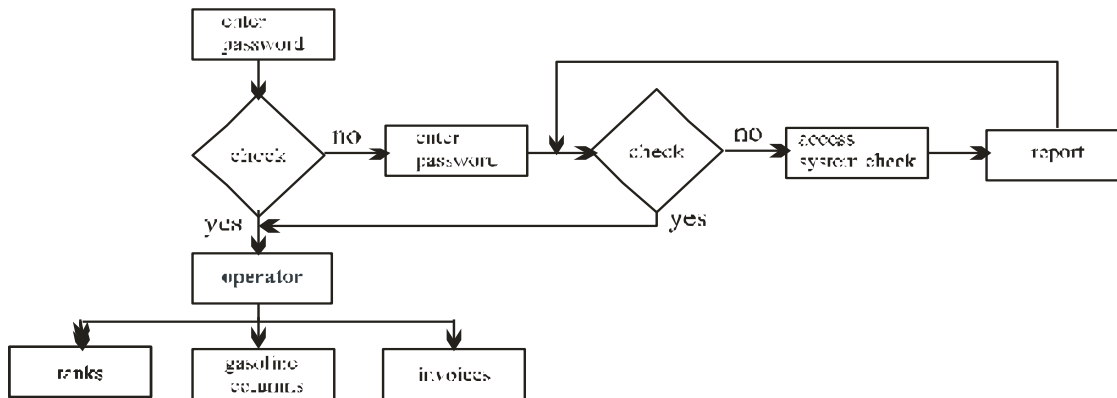 enter
password
check
no
enter
password
check
no
access
system check
report
yes
yes
operator
tanks
gasoline
columns
invoices